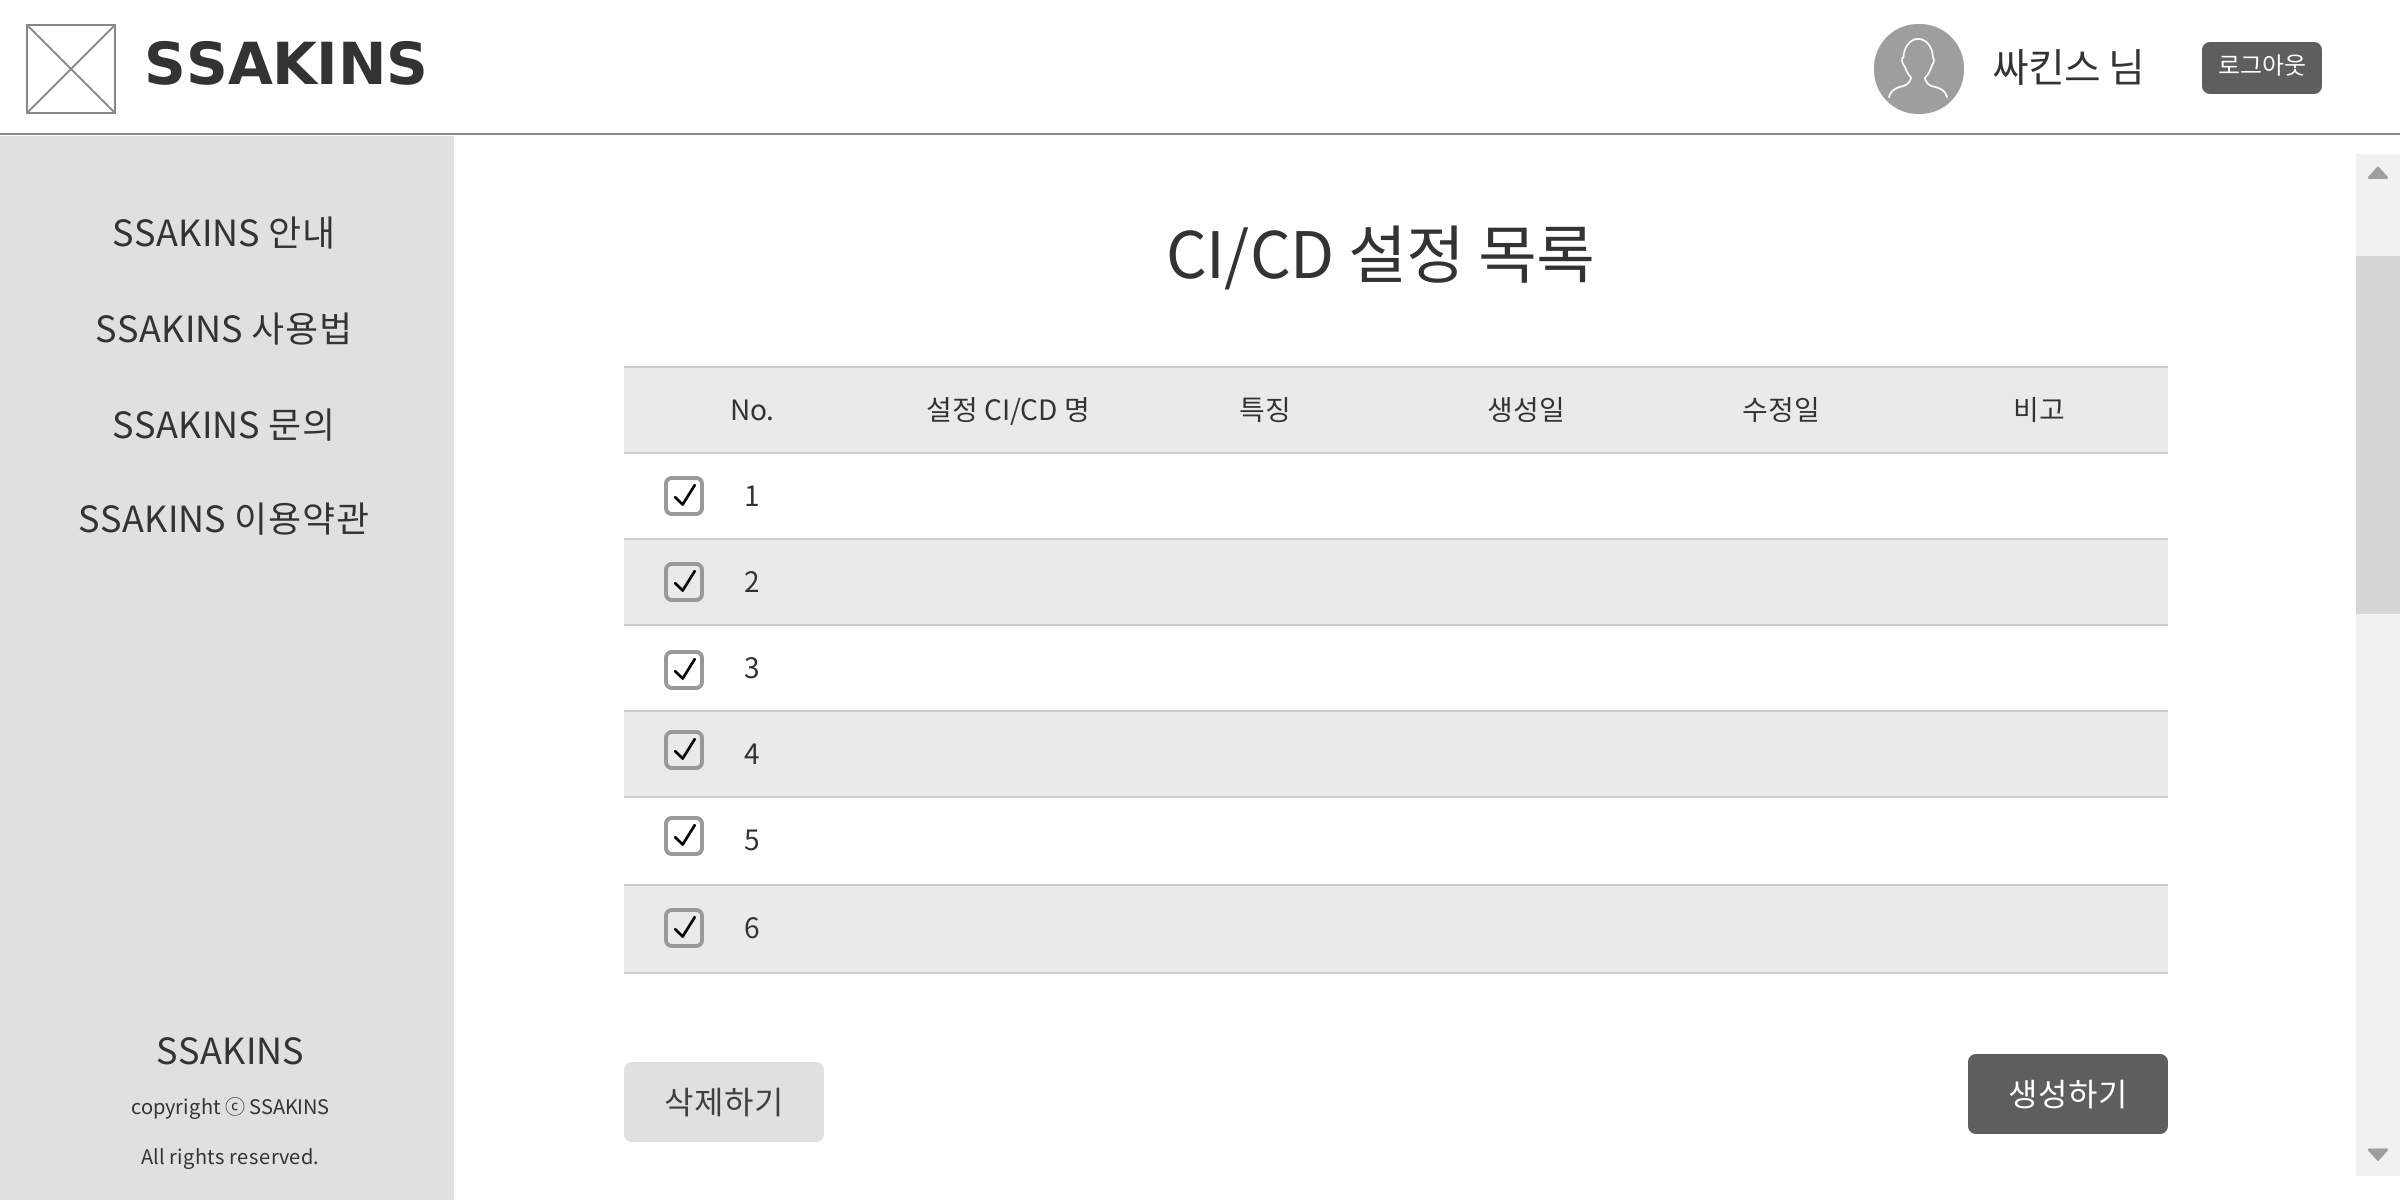 SSAKINS
싸킨스 님
로그아웃
SSAKINS 안내
SSAKINS 사용법
SSAKINS 문의
SSAKINS 이용약관
SSAKINS
copyright ⓒ SSAKINS
All rights reserved.
CI/CD 설정 목록
No. 설정 CI/CD 명 특징 생성일 수정일 비고
1
2
3
4
5
6
삭제하기
생성하기